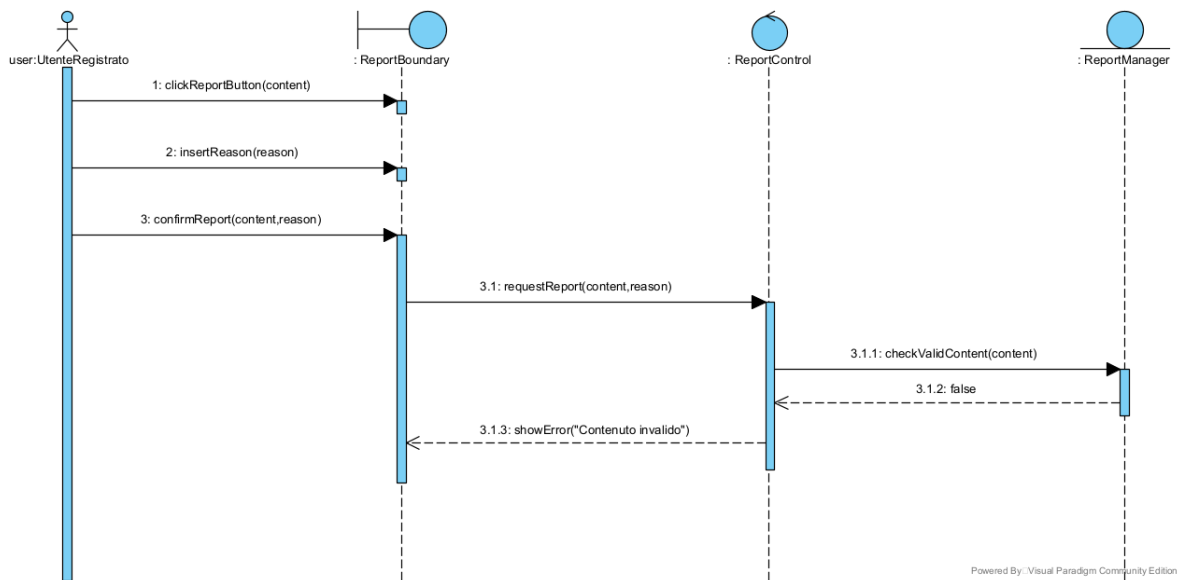 user:UtenteRegistrato
: ReportBoundary
: ReportControl
: ReportManager
1: clickReportButton(content)
2: insertReason(reason)
3: confirmReport(content,reason)
3.1: requestReport(content,reason)
3.1.1: checkValidContent(content)
3.1.2: false
3.1.3: showError("Contenuto invalido")
Powered By Visual Paradigm Community Edition